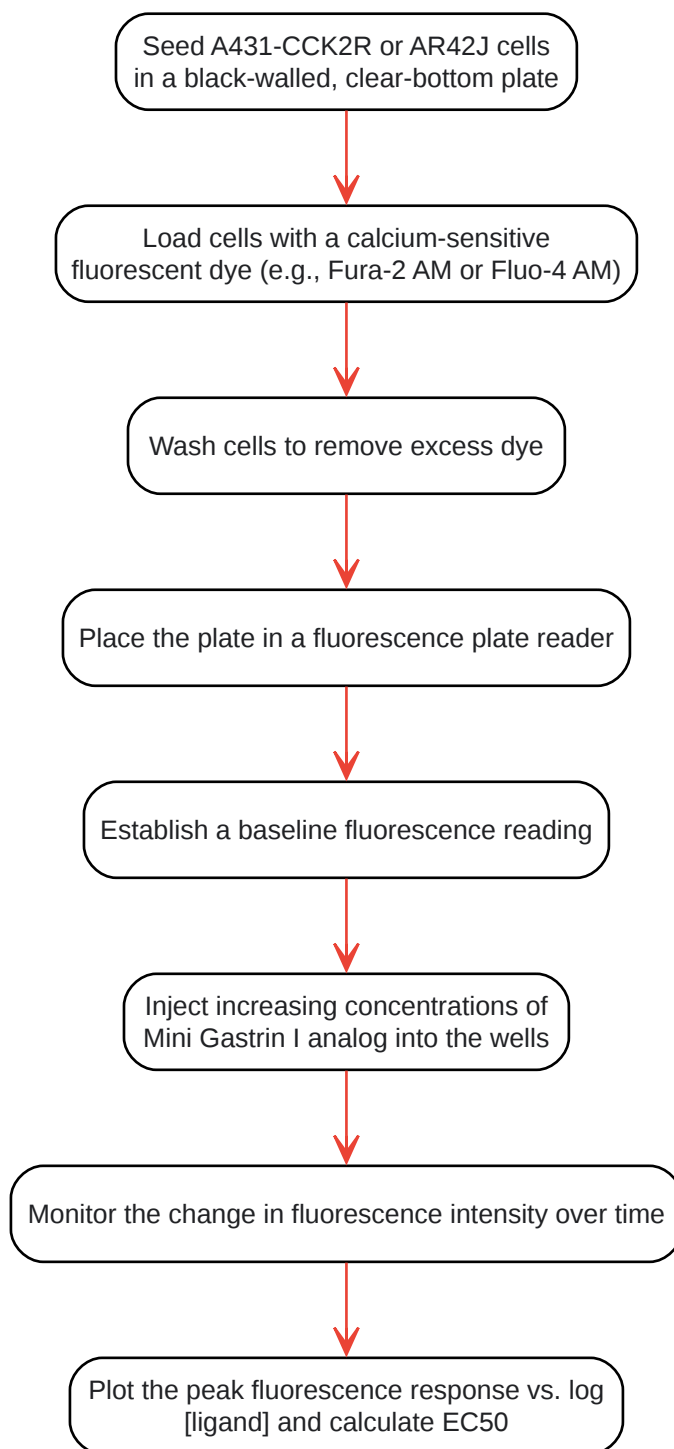 Seed A431-CCK2R or AR42J cells
in a black-walled, clear-bottom plate
Load cells with a calcium-sensitive
fluorescent dye (e.g., Fura-2 AM or Fluo-4 AM)
Wash cells to remove excess dye
Place the plate in a fluorescence plate reader
Establish a baseline fluorescence reading
Inject increasing concentrations of
Mini Gastrin I analog into the wells
Monitor the change in fluorescence intensity over time
Plot the peak fluorescence response vs. log
[ligand] and calculate EC50